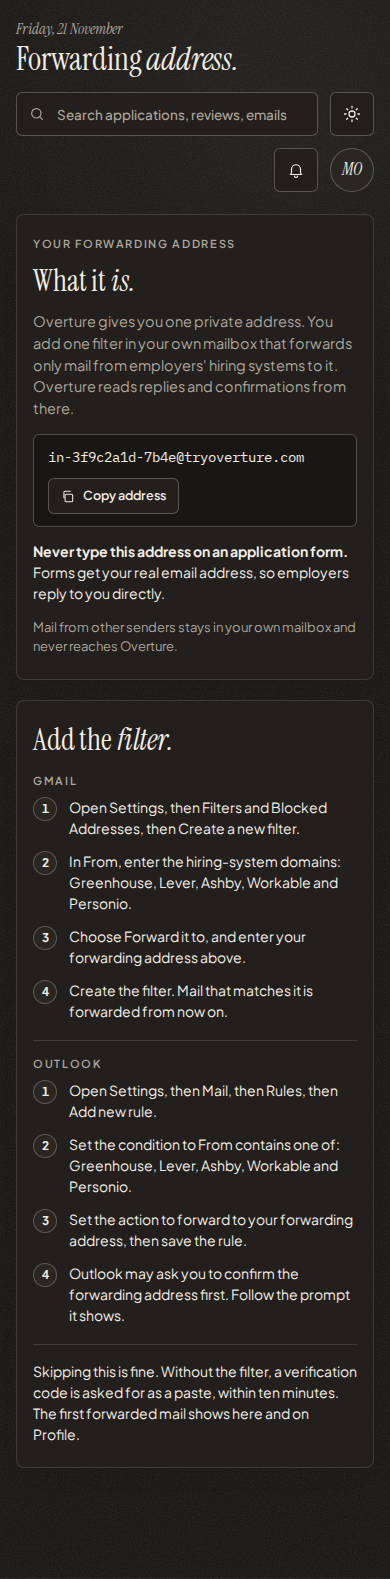 Friday, 21 November
Forwarding address.
Search applications, reviews, emails
MO
YOUR FORWARDING ADDRESS
What it is.
Overture gives you one private address. You
add one filter in your own mailbox that forwards
only mail from employers' hiring systems to it.
Overture reads replies and confirmations from
there.
in-3f9c2a1d-7b4e@tryoverture.com
Copy address
Never type this address on an application form.
Forms get your real email address, so employers
reply to you directly.
Mail from other senders stays in your own mailbox and
never reaches Overture.
Add the filter.
GMAIL
1 Open Settings, then Filters and Blocked
Addresses, then Create a new filter.
2 In From, enter the hiring-system domains:
Greenhouse, Lever, Ashby, Workable and
Personio.
3 Choose Forward it to, and enter your
forwarding address above.
4 Create the filter. Mail that matches it is
forwarded from now on.
OUTLOOK
1 Open Settings, then Mail, then Rules, then
Add new rule.
2 Set the condition to From contains one of:
Greenhouse, Lever, Ashby, Workable and
Personio.
3 Set the action to forward to your forwarding
address, then save the rule.
4 Outlook may ask you to confirm the
forwarding address first. Follow the prompt
it shows.
Skipping this is fine. Without the filter, a verification
code is asked for as a paste, within ten minutes.
The first forwarded mail shows here and on
Profile.